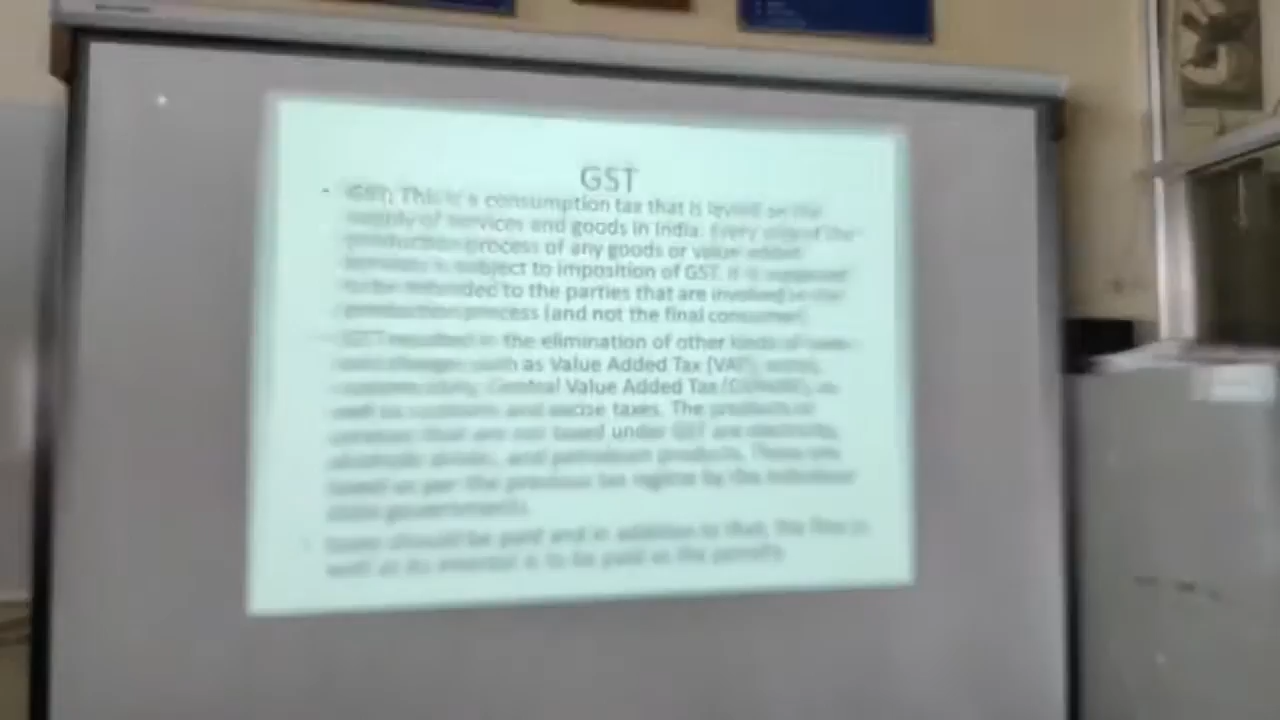 GST
GST: This is a consumption tax that is levied on the
supply of services and goods in India. Every step of the
production process of any goods or value added
services is subject to imposition of GST. It is supposed
to be refunded to the parties that are involved in the
production process (and not the final consumer)
GST resulted in the elimination of other kinds of
such as Value Added Tax (VAT),
Central Value Added Tax (CENVAT), as
well as customs and excise taxes. The products or
services that are not taxed under GST are electricity,
alcoholic drinks, and petroleum products. These are
taxed as per the previous tax regime by the individual
state governments.
taxes should be paid and in addition to that, the fine is
well as its interest is to be paid as the penalty